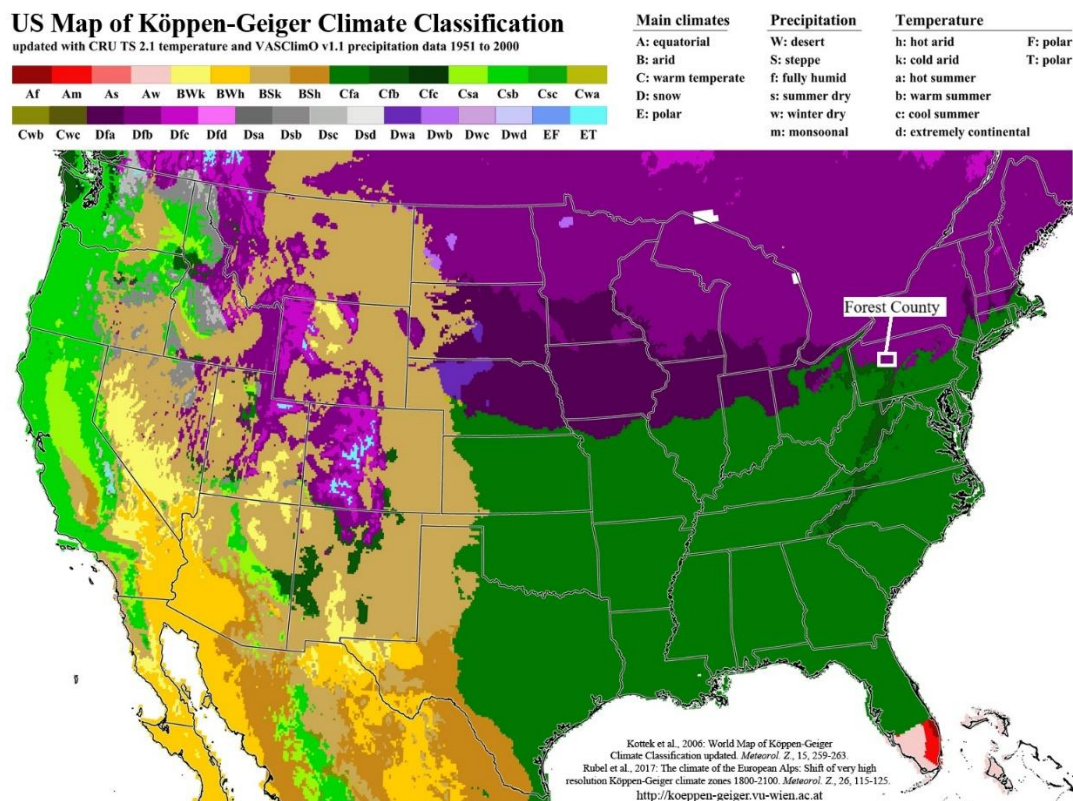 US Map of Köppen-Geiger Climate Classification
updated with CRU TS 2.1 temperature and VASClimO v1.1 precipitation data 1951 to 2000
Af Am As Aw BWk BWh BSk BSh Cfa Cfb Cfc Csa Csb Csc Cwa
Cwb Cwc Dfa Dfb Dfc Dfd Dsa Dsb Dsc Dsd Dwa Dwb Dwc Dwd EF ET
Main climates
A: equatorial
B: arid
C: warm temperate
D: snow
E: polar
Precipitation
W: desert
S: steppe
f: fully humid
s: summer dry
w: winter dry
m: monsoonal
Temperature
h: hot arid F: polar
k: cold arid T: polar
a: hot summer
b: warm summer
c: cool summer
d: extremely continental
Forest County
Kottek et al., 2006: World Map of Köppen-Geiger
Climate Classification updated. Meteorol. Z., 15, 259-263.
Rubel et al., 2017: The climate of the European Alps: Shift of very high
resolution Köppen-Geiger climate zones 1800-2100. Meteorol. Z., 26, 115-125.
http://koeppen-geiger.vu-wien.ac.at